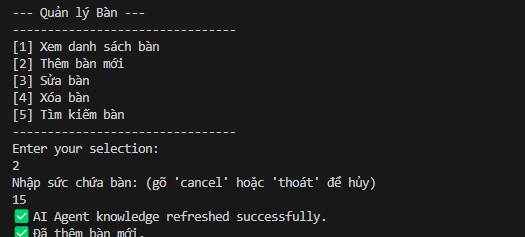 --- Quản lý Bàn ---
--------------------------------
[1] Xem danh sách bàn
[2] Thêm bàn mới
[3] Sửa bàn
[4] Xóa bàn
[5] Tìm kiếm bàn
--------------------------------
Enter your selection:
2
Nhập sức chứa bàn: (gõ 'cancel' hoặc 'thoát' để hủy)
15
✅ AI Agent knowledge refreshed successfully.
✅ Đã thêm bàn mới.